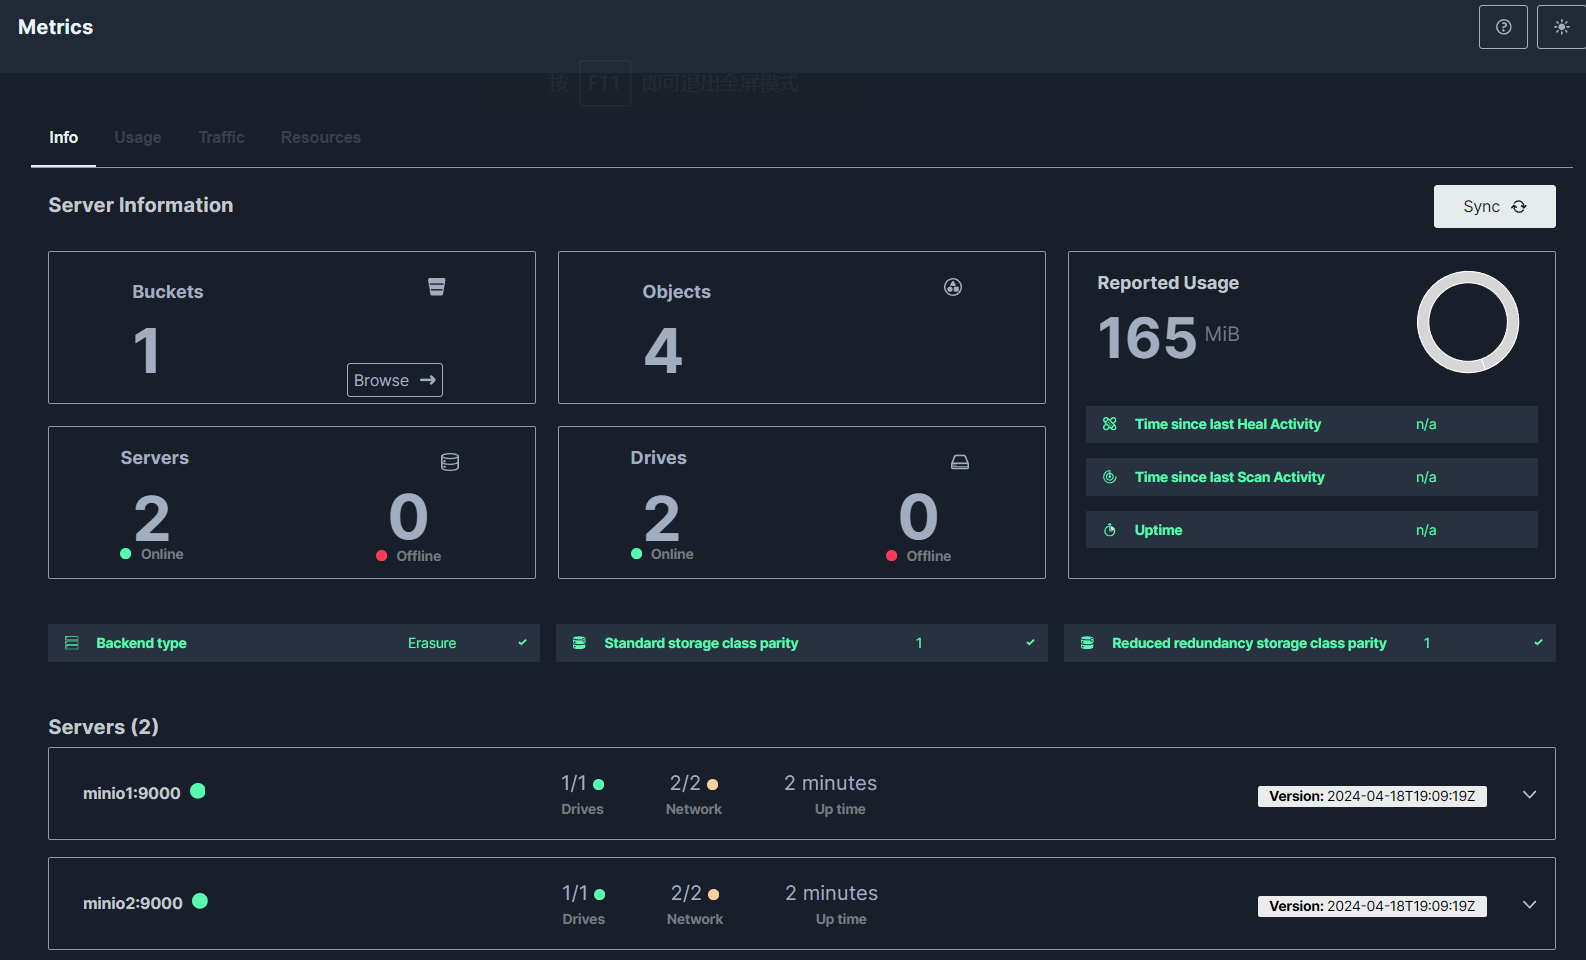 Metrics
按 F11 即可退出全屏模式
Info Usage Traffic Resources
Server Information
Sync
Buckets
1
Browse
Objects
4
Reported Usage
165 MiB
Time since last Heal Activity n/a
Time since last Scan Activity n/a
Uptime n/a
Servers
2 0
Online Offline
Drives
2 0
Online Offline
Backend type Erasure
Standard storage class parity 1
Reduced redundancy storage class parity 1
Servers (2)
minio1:9000
1/1 2/2 2 minutes
Drives Network Up time
Version: 2024-04-18T19:09:19Z
minio2:9000
1/1 2/2 2 minutes
Drives Network Up time
Version: 2024-04-18T19:09:19Z